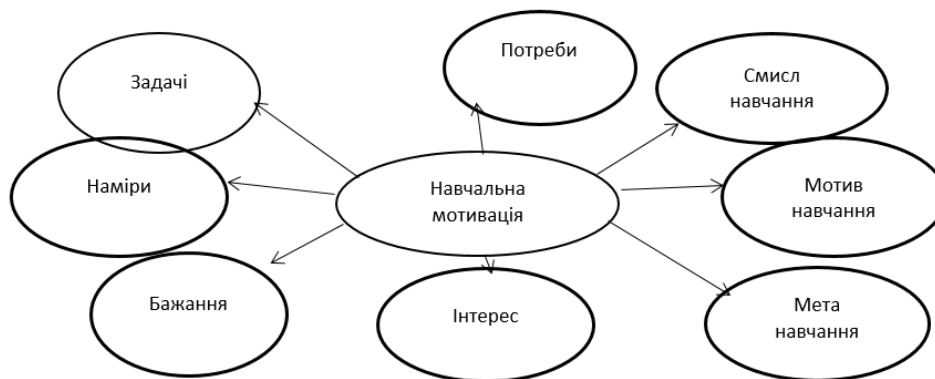 Потреби
Задачі
Смисл
навчання
Наміри
Навчальна
мотивація
Мотив
навчання
Бажання
Інтерес
Мета
навчання